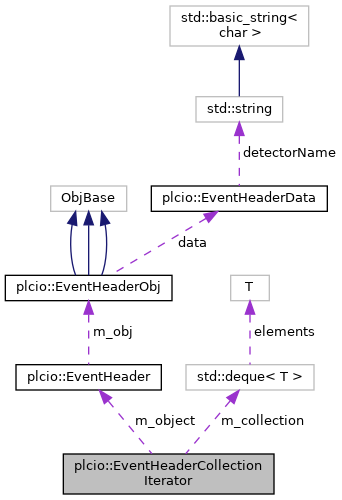 std::basic_string<
char >
std::string
detectorName
ObjBase
plcio::EventHeaderData
data
plcio::EventHeaderObj
T
m_obj
elements
plcio::EventHeader
std::deque< T >
m_object
m_collection
plcio::EventHeaderCollection
Iterator